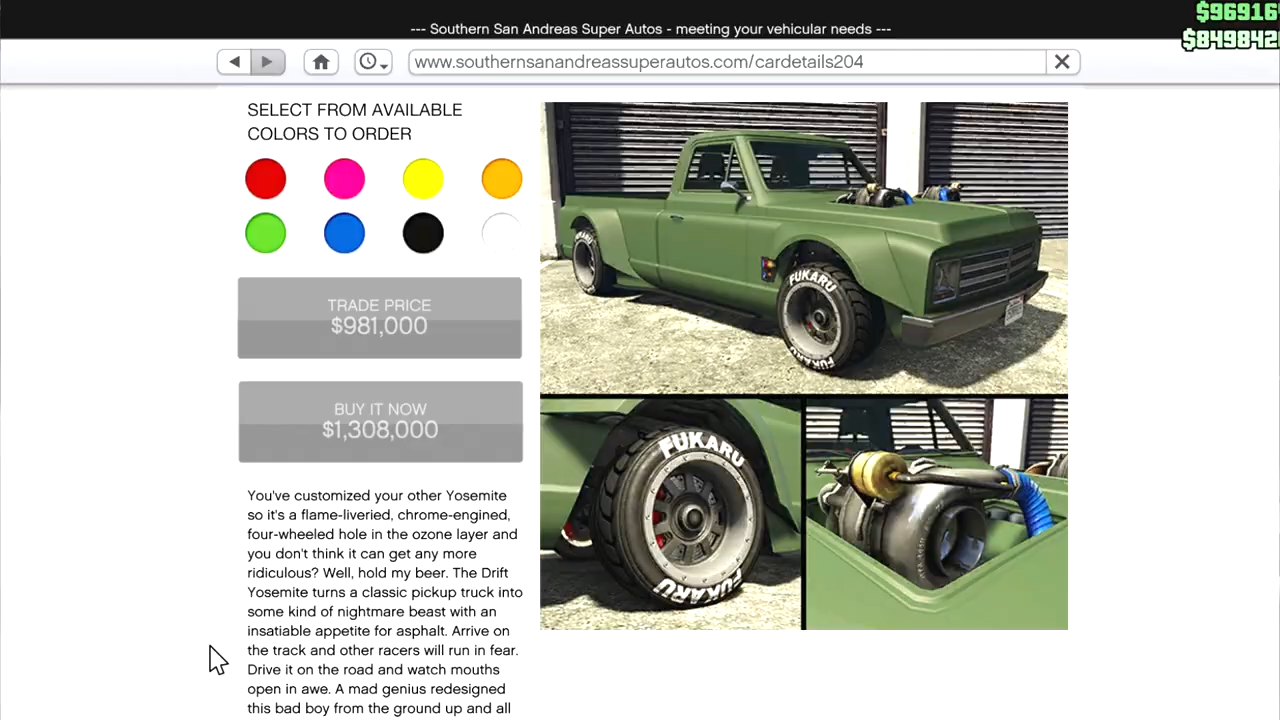 --- Southern San Andreas Super Autos - meeting your vehicular needs ---
$96916
$849842
www.southernsanandreassuperautos.com/cardetails204
SELECT FROM AVAILABLE
COLORS TO ORDER
TRADE PRICE
$981,000
BUY IT NOW
$1,308,000
You've customized your other Yosemite
so it's a flame-liveried, chrome-engined,
four-wheeled hole in the ozone layer and
you don't think it can get any more
ridiculous? Well, hold my beer. The Drift
Yosemite turns a classic pickup truck into
some kind of nightmare beast with an
insatiable appetite for asphalt. Arrive on
the track and other racers will run in fear.
Drive it on the road and watch mouths
open in awe. A mad genius redesigned
this bad boy from the ground up and all
FUKARU
FUKARU
FUKARU
FUKARU
FUKARU